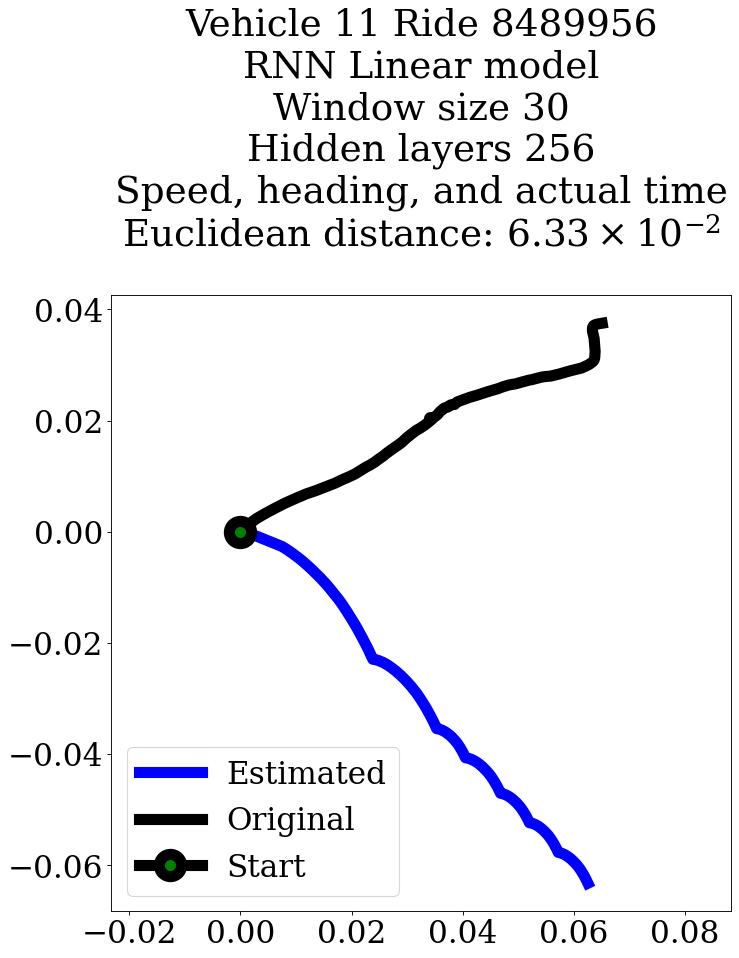 Vehicle 11 Ride 8489956
RNN Linear model
Window size 30
Hidden layers 256
Speed, heading, and actual time
Euclidean distance: 6.33 × 10⁻²
0.04
0.02
0.00
−0.02
−0.04
−0.06
Estimated
Original
Start
−0.02 0.00 0.02 0.04 0.06 0.08